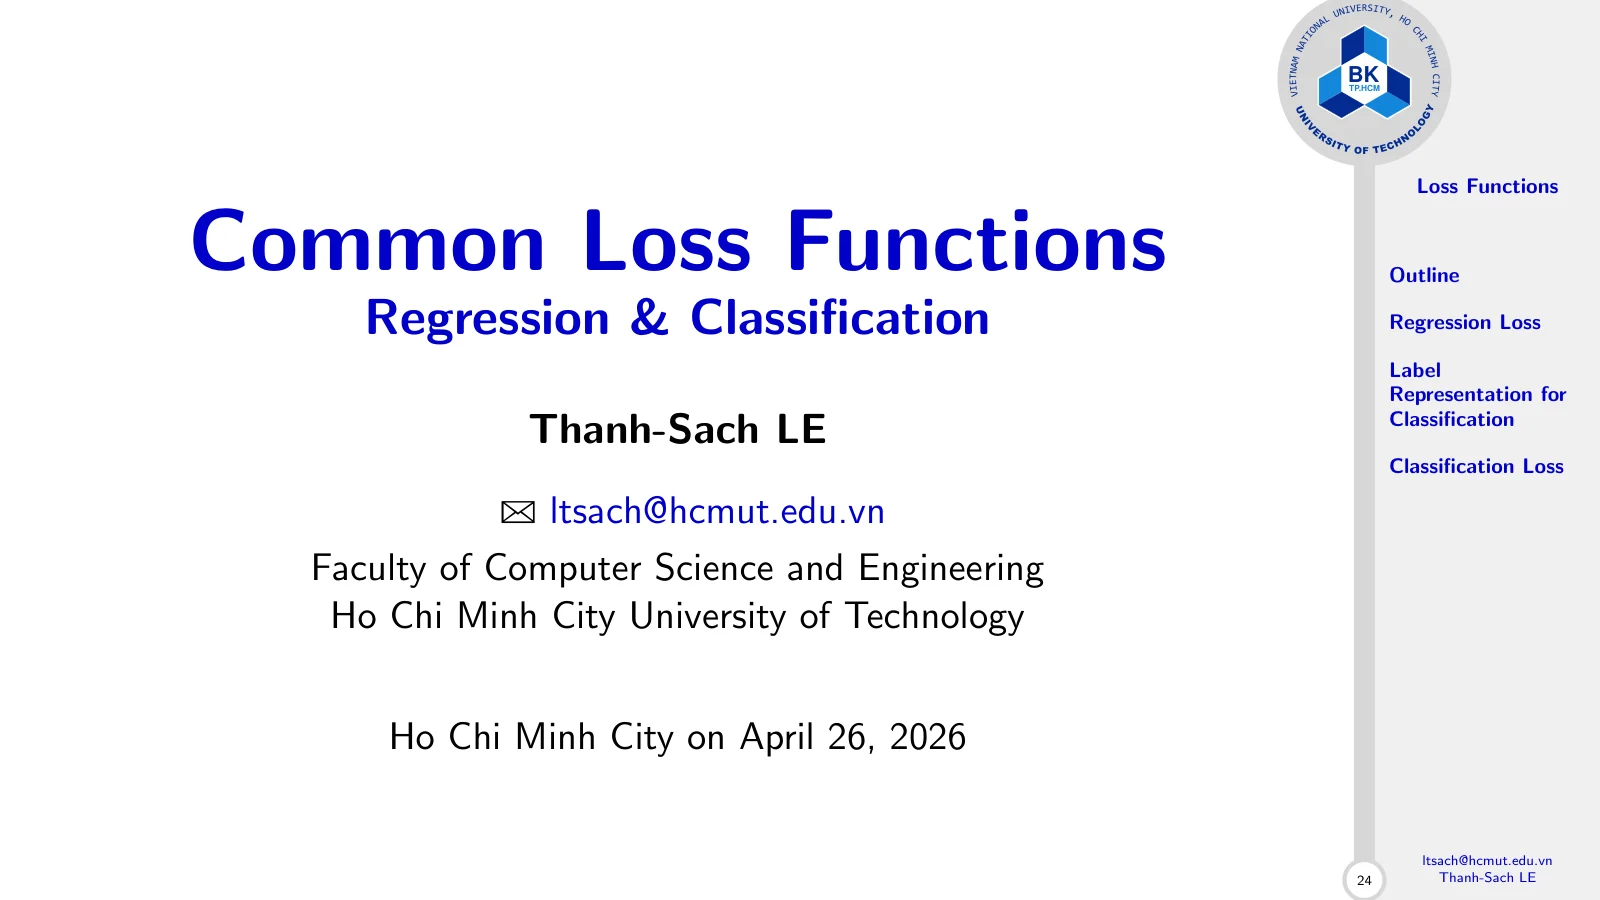 Common Loss Functions
Regression & Classification
Thanh-Sach LE
ltsach@hcmut.edu.vn
Faculty of Computer Science and Engineering
Ho Chi Minh City University of Technology
Ho Chi Minh City on April 26, 2026
VIETNAM NATIONAL UNIVERSITY, HO CHI MINH CITY
BK
TP.HCM
UNIVERSITY OF TECHNOLOGY
Loss Functions
Outline
Regression Loss
Label
Representation for
Classification
Classification Loss
ltsach@hcmut.edu.vn
Thanh-Sach LE
24